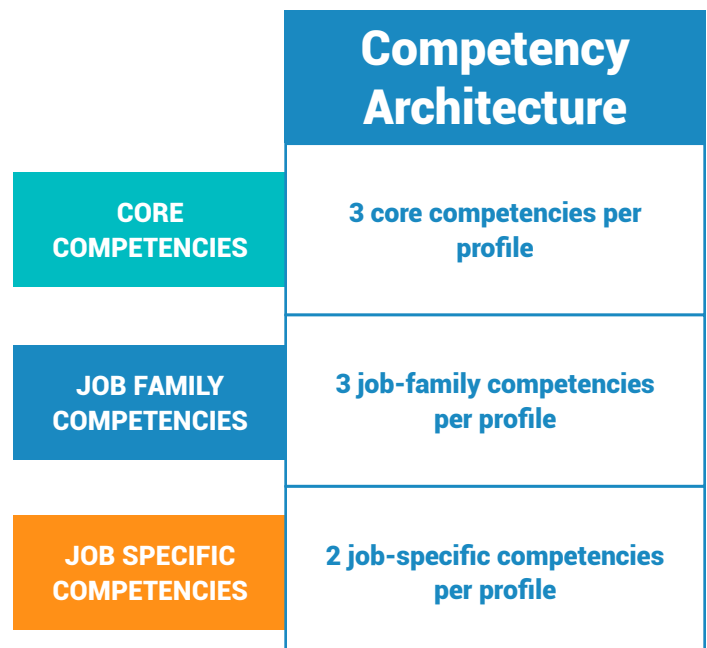 Competency
Architecture
CORE
COMPETENCIES
3 core competencies per
profile
JOB FAMILY
COMPETENCIES
3 job-family competencies
per profile
JOB SPECIFIC
COMPETENCIES
2 job-specific competencies
per profile